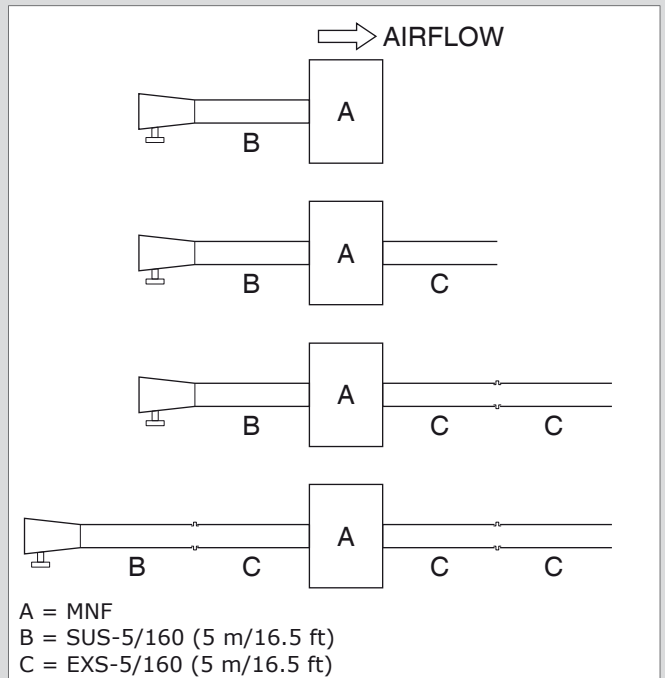 AIRFLOW
A
B
A
B C
A
B C C
A
B C C C
A = MNF
B = SUS-5/160 (5 m/16.5 ft)
C = EXS-5/160 (5 m/16.5 ft)